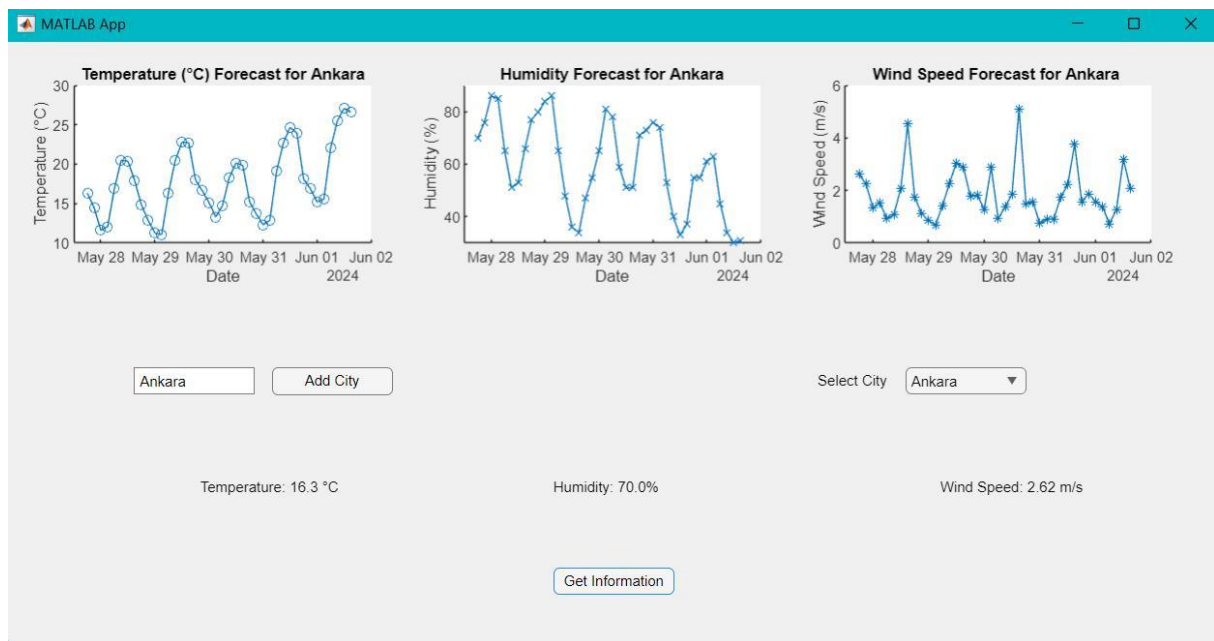 MATLAB App
Temperature (°C) Forecast for Ankara
Temperature (°C)
30
25
20
15
10
May 28 May 29 May 30 May 31 Jun 01 Jun 02
Date
2024
Humidity Forecast for Ankara
Humidity (%)
80
60
40
May 28 May 29 May 30 May 31 Jun 01 Jun 02
Date
2024
Wind Speed Forecast for Ankara
Wind Speed (m/s)
6
4
2
0
May 28 May 29 May 30 May 31 Jun 01 Jun 02
Date
2024
Ankara
Add City
Select City
Ankara
Temperature: 16.3 °C
Humidity: 70.0%
Wind Speed: 2.62 m/s
Get Information